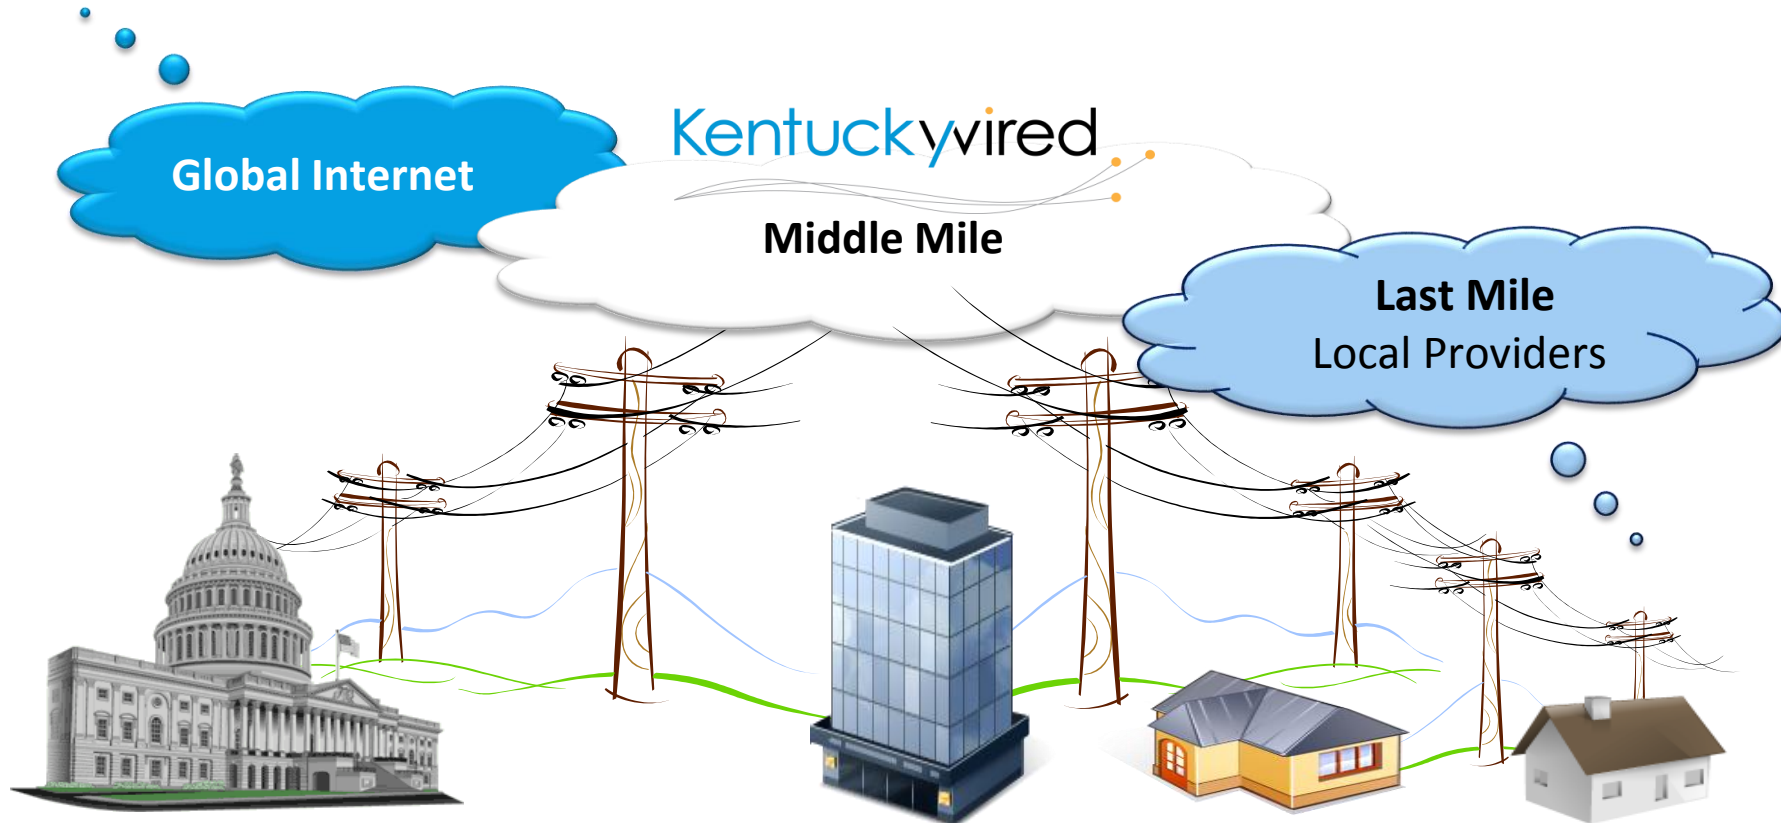 Kentuckywired
Global Internet
Middle Mile
Last Mile
Local Providers